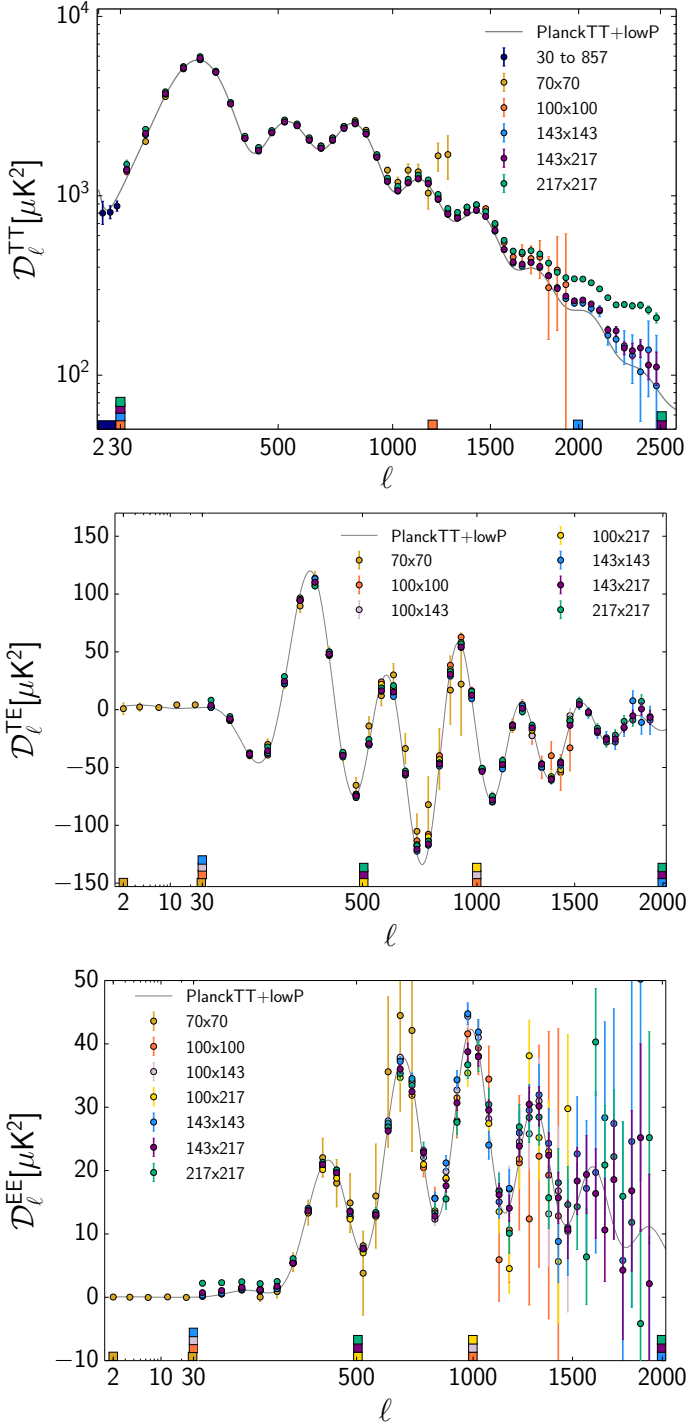 10^4
PlanckTT+lowP
30 to 857
70x70
100x100
143x143
143x217
217x217
10^3
10^2
D_ℓ^TT[μK^2]
2 30 500 1000 1500 2000 2500
ℓ
150
100
50
0
−50
−100
−150
D_ℓ^TE[μK^2]
PlanckTT+lowP
70x70
100x100
100x143
100x217
143x143
143x217
217x217
2 10 30 500 1000 1500 2000
ℓ
50
40
30
20
10
0
−10
D_ℓ^EE[μK^2]
PlanckTT+lowP
70x70
100x100
100x143
100x217
143x143
143x217
217x217
2 10 30 500 1000 1500 2000
ℓ